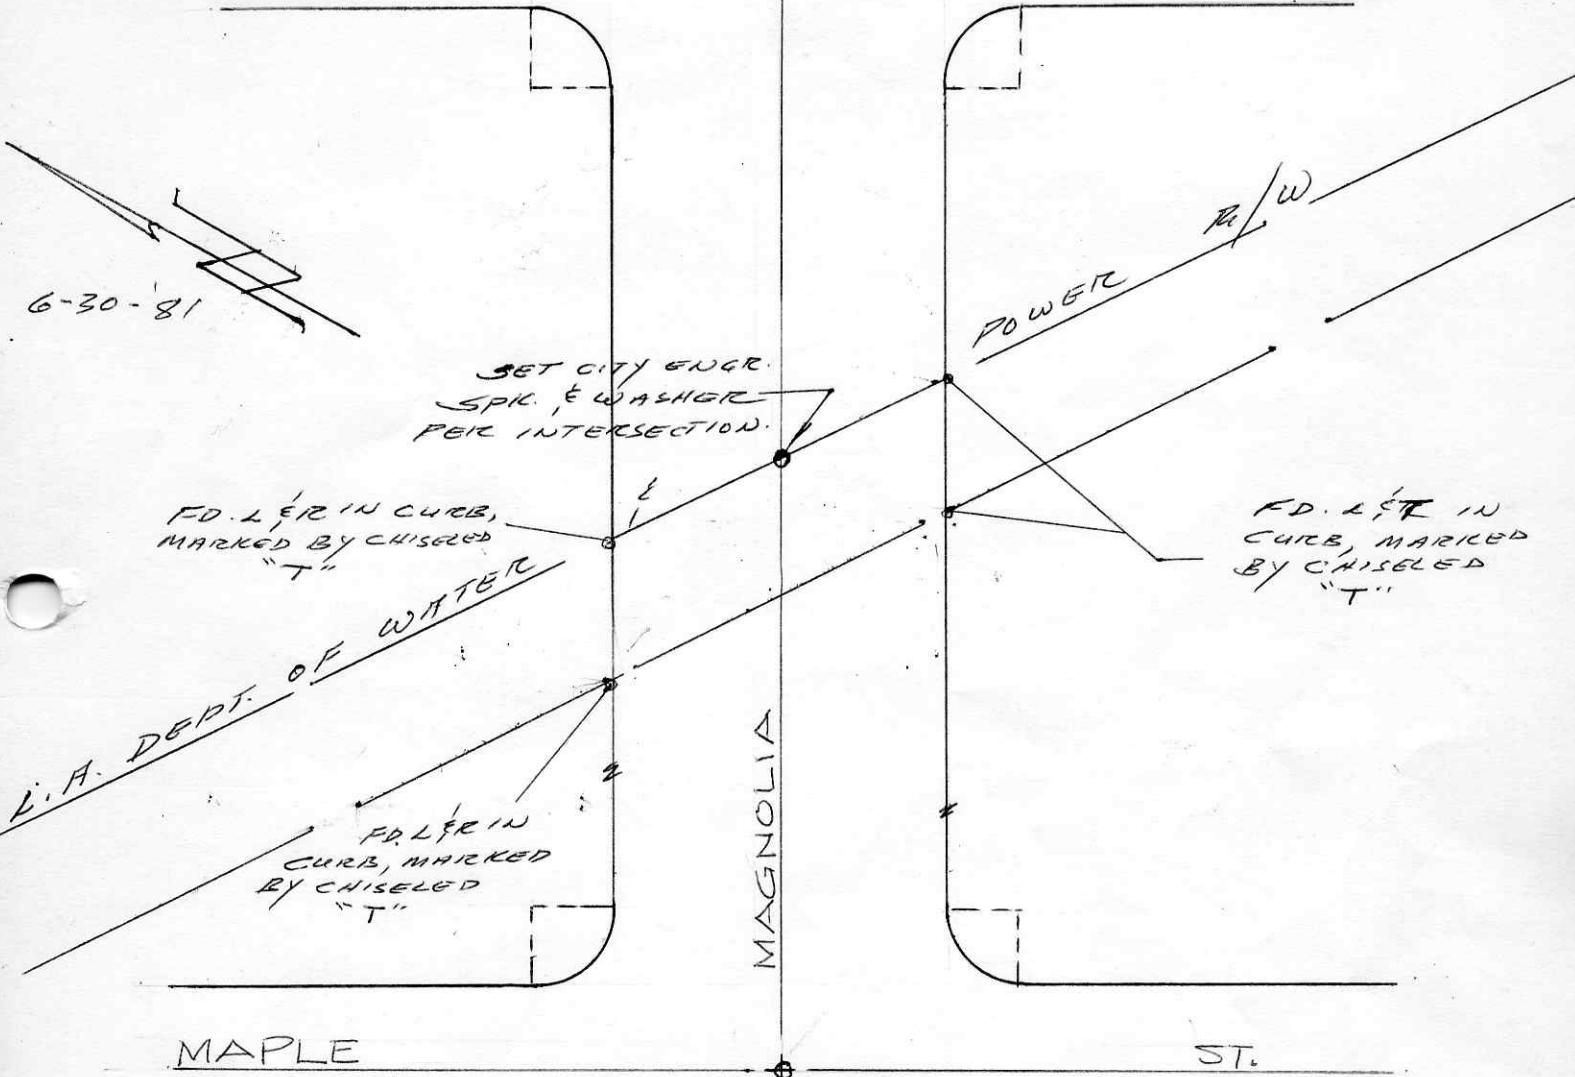 6-30-'81
POWER R/W
SET CITY ENGR.
SPK. & WASHER
PER INTERSECTION.
FD. L & R IN CURB,
MARKED BY CHISELED
"T"
FD. L & R IN
CURB, MARKED
BY CHISELED
"T"
L.A. DEPT. OF WATER
FD. L & R IN
CURB, MARKED
BY CHISELED
"T"
MAGNOLIA
MAPLE ST.